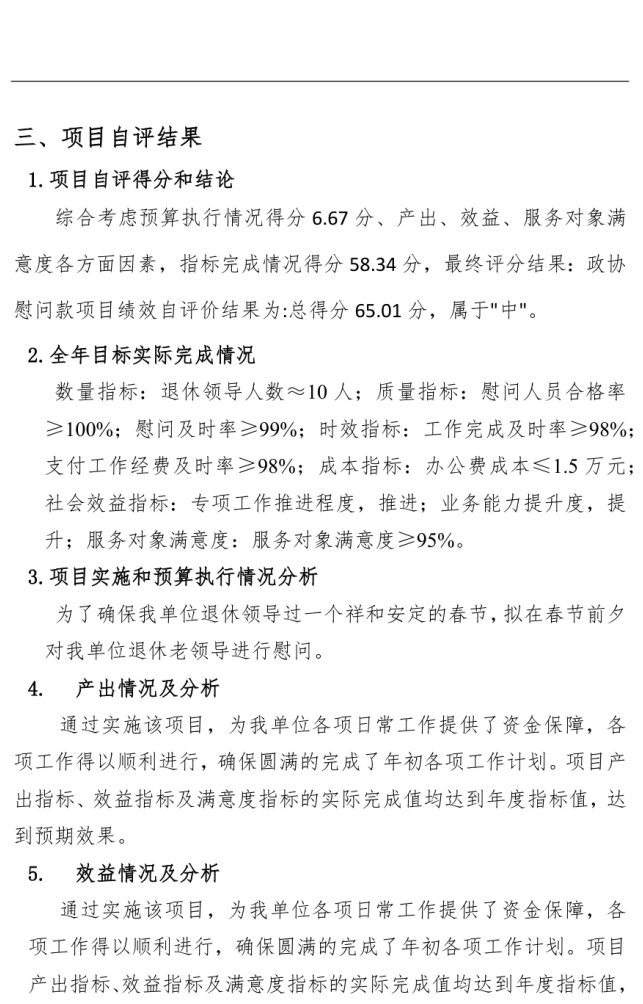 三、项目自评结果
1.项目自评得分和结论
综合考虑预算执行情况得分 6.67 分、产出、效益、服务对象满
意度各方面因素，指标完成情况得分 58.34 分，最终评分结果：政协
慰问款项目绩效自评价结果为:总得分 65.01 分，属于"中"。
2.全年目标实际完成情况
数量指标：退休领导人数≈10 人；质量指标：慰问人员合格率
≥100%；慰问及时率≥99%；时效指标：工作完成及时率≥98%；
支付工作经费及时率≥98%；成本指标：办公费成本≤1.5 万元；
社会效益指标：专项工作推进程度，推进；业务能力提升度，提
升；服务对象满意度：服务对象满意度≥95%。
3.项目实施和预算执行情况分析
为了确保我单位退休领导过一个祥和安定的春节，拟在春节前夕
对我单位退休老领导进行慰问。
4. 产出情况及分析
通过实施该项目，为我单位各项日常工作提供了资金保障，各
项工作得以顺利进行，确保圆满的完成了年初各项工作计划。项目产
出指标、效益指标及满意度指标的实际完成值均达到年度指标值，达
到预期效果。
5. 效益情况及分析
通过实施该项目，为我单位各项日常工作提供了资金保障，各
项工作得以顺利进行，确保圆满的完成了年初各项工作计划。项目
产出指标、效益指标及满意度指标的实际完成值均达到年度指标值，